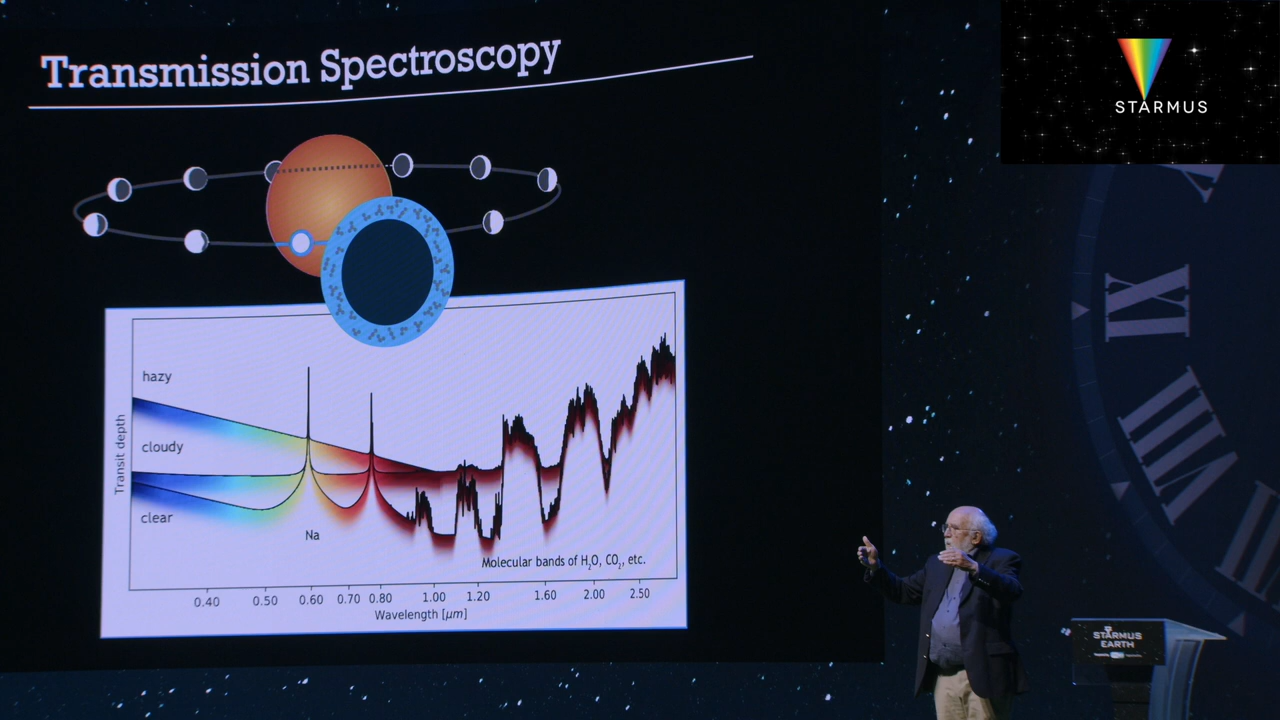 Transmission Spectroscopy
STARMUS
hazy
cloudy
clear
Transit depth
Na
Molecular bands of H₂O, CO₂, etc.
0.40 0.50 0.60 0.70 0.80 1.00 1.20 1.60 2.00 2.50
Wavelength [μm]
IX
VIII
STARMUS
EARTH